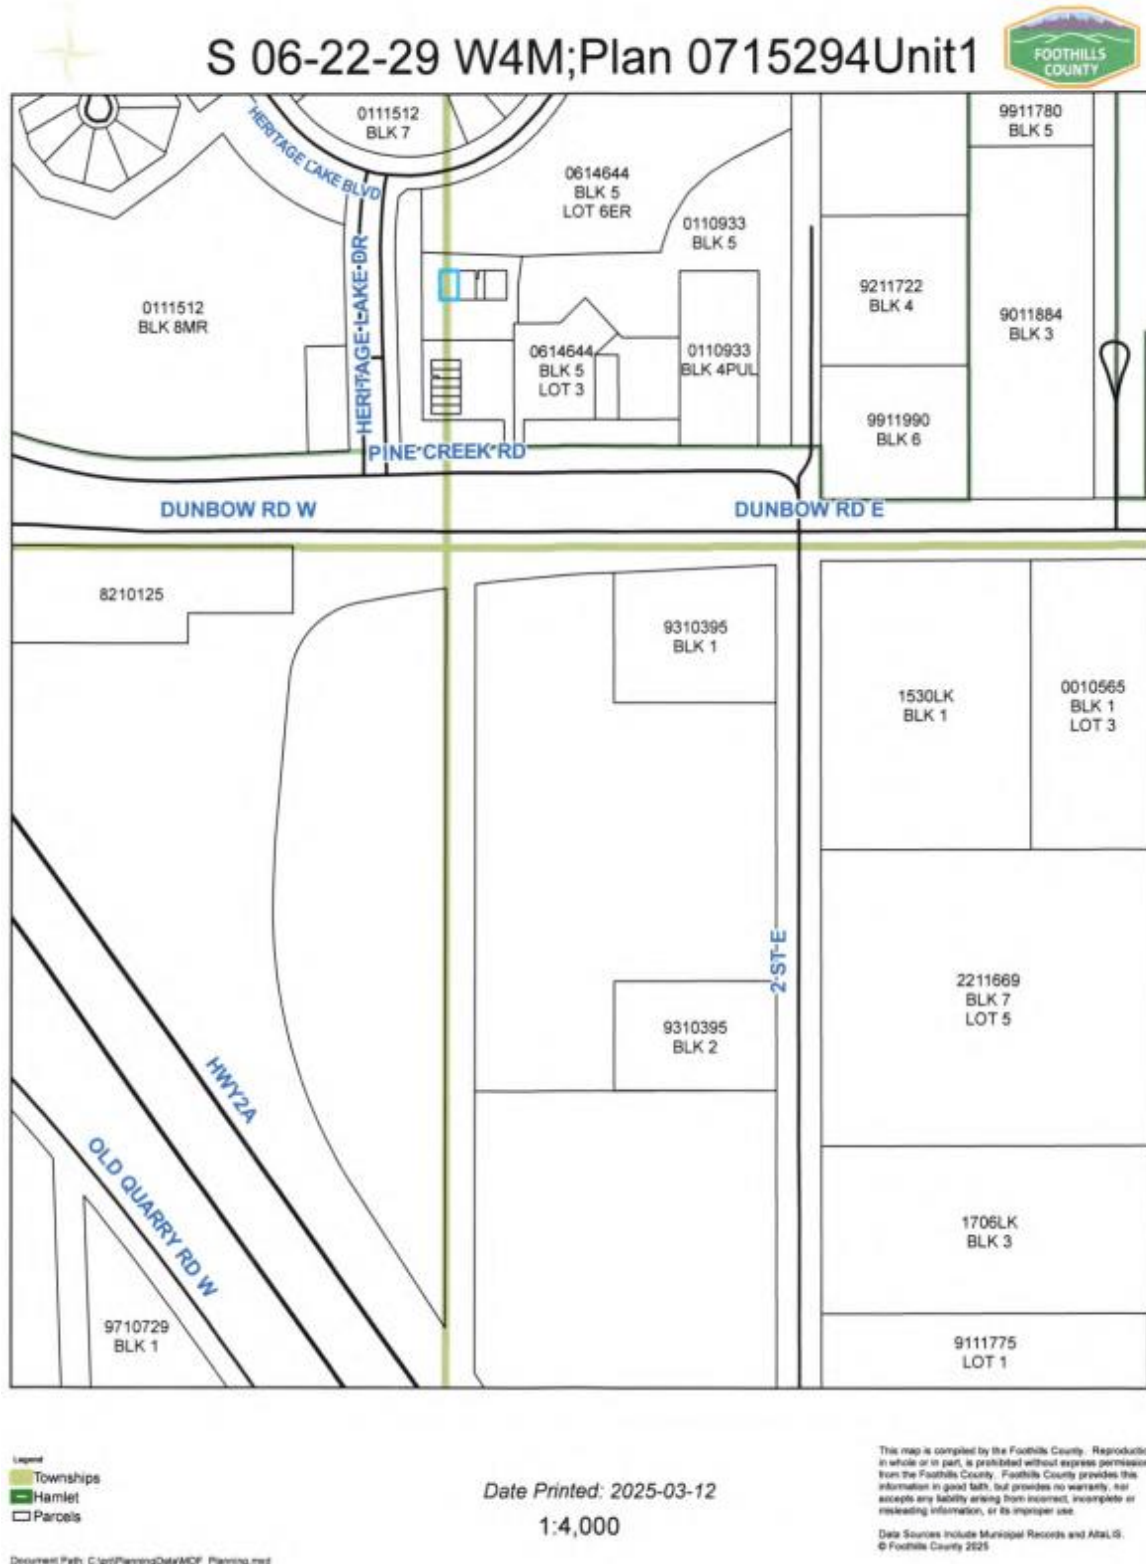 S 06-22-29 W4M;Plan 0715294Unit1
FOOTHILLS
COUNTY
HERITAGE LAKE BLVD
0111512
BLK 7
0614644
BLK 5
LOT 6ER
0110933
BLK 5
9911780
BLK 5
0111512
BLK 8MR
HERITAGE LAKE DR
0614644
BLK 5
LOT 3
0110933
BLK 4PUL
9211722
BLK 4
9011884
BLK 3
9911990
BLK 6
PINE CREEK RD
DUNBOW RD W
DUNBOW RD E
8210125
9310395
BLK 1
1530LK
BLK 1
0010565
BLK 1
LOT 3
2 ST E
2211669
BLK 7
LOT 5
9310395
BLK 2
HWY2A
OLD QUARRY RD W
1706LK
BLK 3
9710729
BLK 1
9111775
LOT 1
Legend
Townships
Hamlet
Parcels
Date Printed: 2025-03-12
1:4,000
This map is compiled by the Foothills County. Reproductio
in whole or in part, is prohibited without express permission
from the Foothills County. Foothills County provides this
information in good faith, but provides no warranty, nor
accepts any liability arising from incorrect, incomplete or
misleading information, or its improper use.
Data Sources Include Municipal Records and AltaLIS.
© Foothills County 2025
Document Path: C:\prj\PlanningData\MDF_Planning.mxd